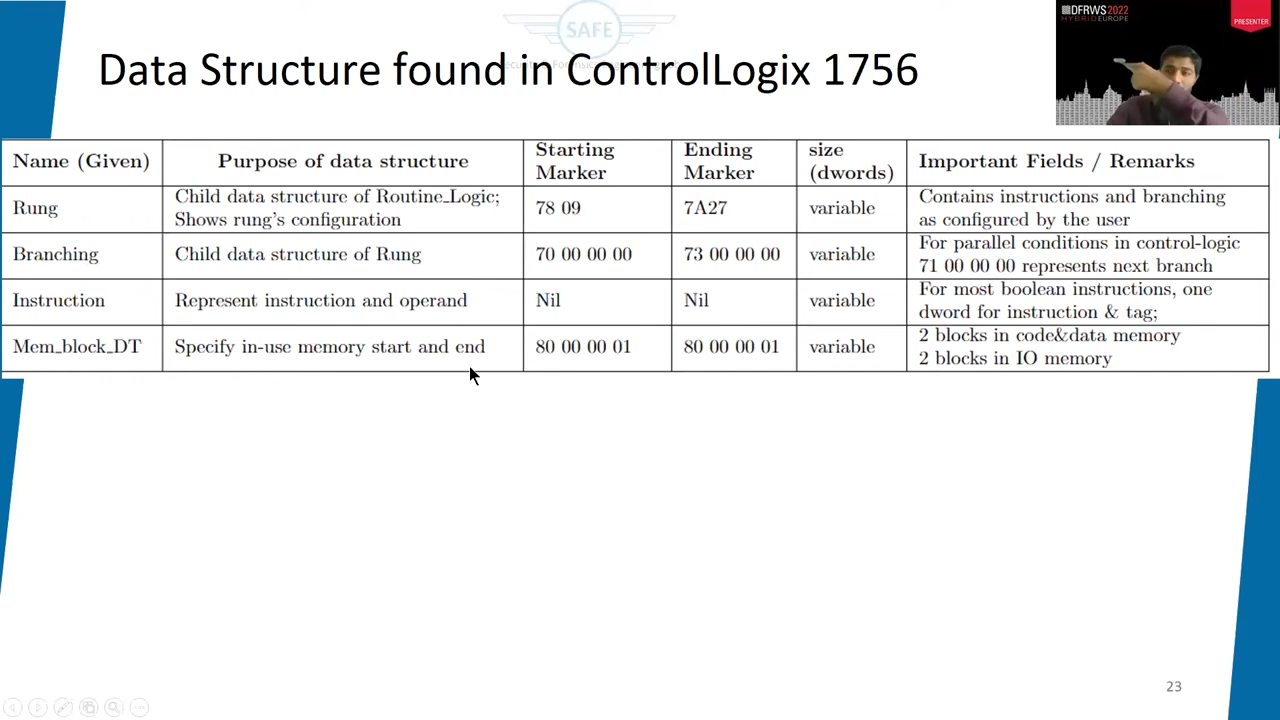 DFRWS2022
HYBRID EUROPE
PRESENTER
SAFE
Data Structure found in ControlLogix 1756
Name (Given) Purpose of data structure Starting Marker Ending Marker size (dwords) Important Fields / Remarks
Rung Child data structure of Routine_Logic; 78 09 7A27 variable Contains instructions and branching
Shows rung's configuration as configured by the user
Branching Child data structure of Rung 70 00 00 00 73 00 00 00 variable For parallel conditions in control-logic
71 00 00 00 represents next branch
Instruction Represent instruction and operand Nil Nil variable For most boolean instructions, one
dword for instruction & tag;
Mem_block_DT Specify in-use memory start and end 80 00 00 01 80 00 00 01 variable 2 blocks in code&data memory
2 blocks in IO memory
23